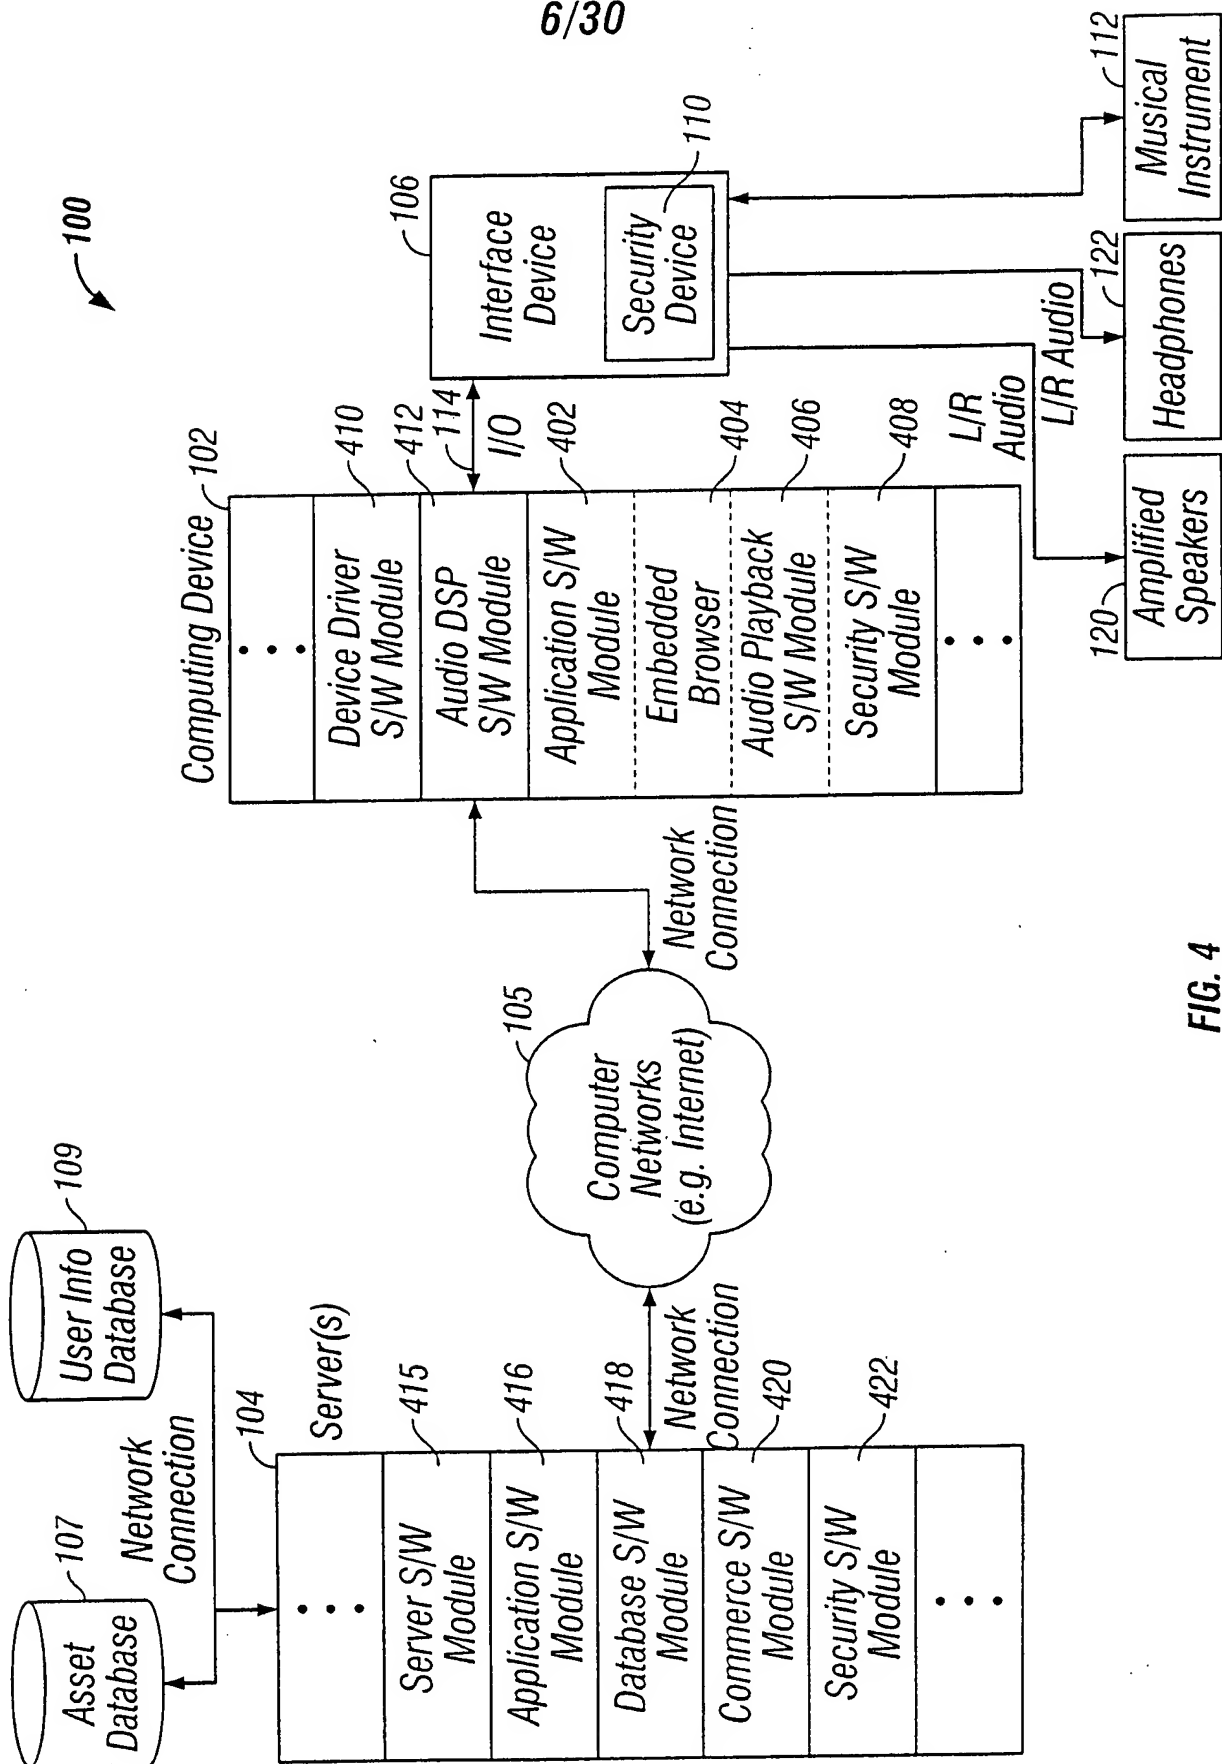 6/30
100
Asset
Database
107
Network
Connection
User Info
Database
109
104
Server(s)
Server S/W
Module
415
Application S/W
Module
416
Database S/W
Module
418
Commerce S/W
Module
420
Security S/W
Module
422
Network
Connection
Computer
Networks
(e.g. Internet)
105
Network
Connection
Computing Device
102
Device Driver
S/W Module
410
Audio DSP
S/W Module
412
Application S/W
Module
402
Embedded
Browser
404
Audio Playback
S/W Module
406
Security S/W
Module
408
114
I/O
Interface
Device
106
Security
Device
110
L/R
Audio
L/R Audio
120
Amplified
Speakers
Headphones
122
Musical
Instrument
112
FIG. 4